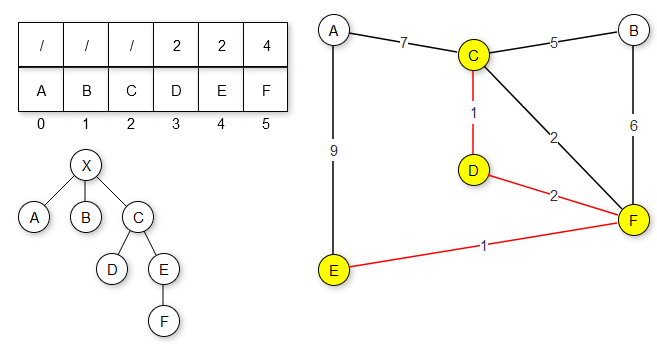 / / / 2 2 4
A B C D E F
0 1 2 3 4 5
X
A B C
D E
F
A B
7 5
C
1
9 2 6
D
2
F
1
E